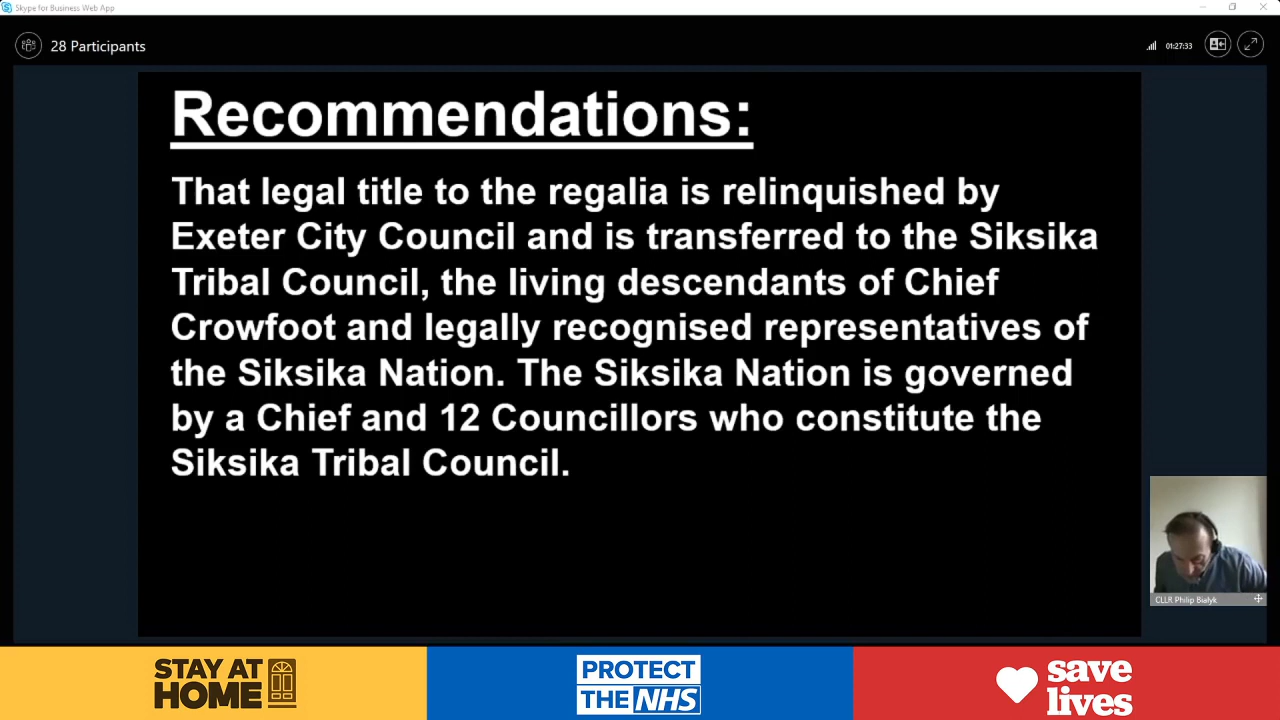 Skype for Business Web App
28 Participants
01:27:33
Recommendations:
That legal title to the regalia is relinquished by
Exeter City Council and is transferred to the Siksika
Tribal Council, the living descendants of Chief
Crowfoot and legally recognised representatives of
the Siksika Nation. The Siksika Nation is governed
by a Chief and 12 Councillors who constitute the
Siksika Tribal Council.
CLLR Philip Bialyk
STAY AT
HOME
PROTECT
THE NHS
save
lives